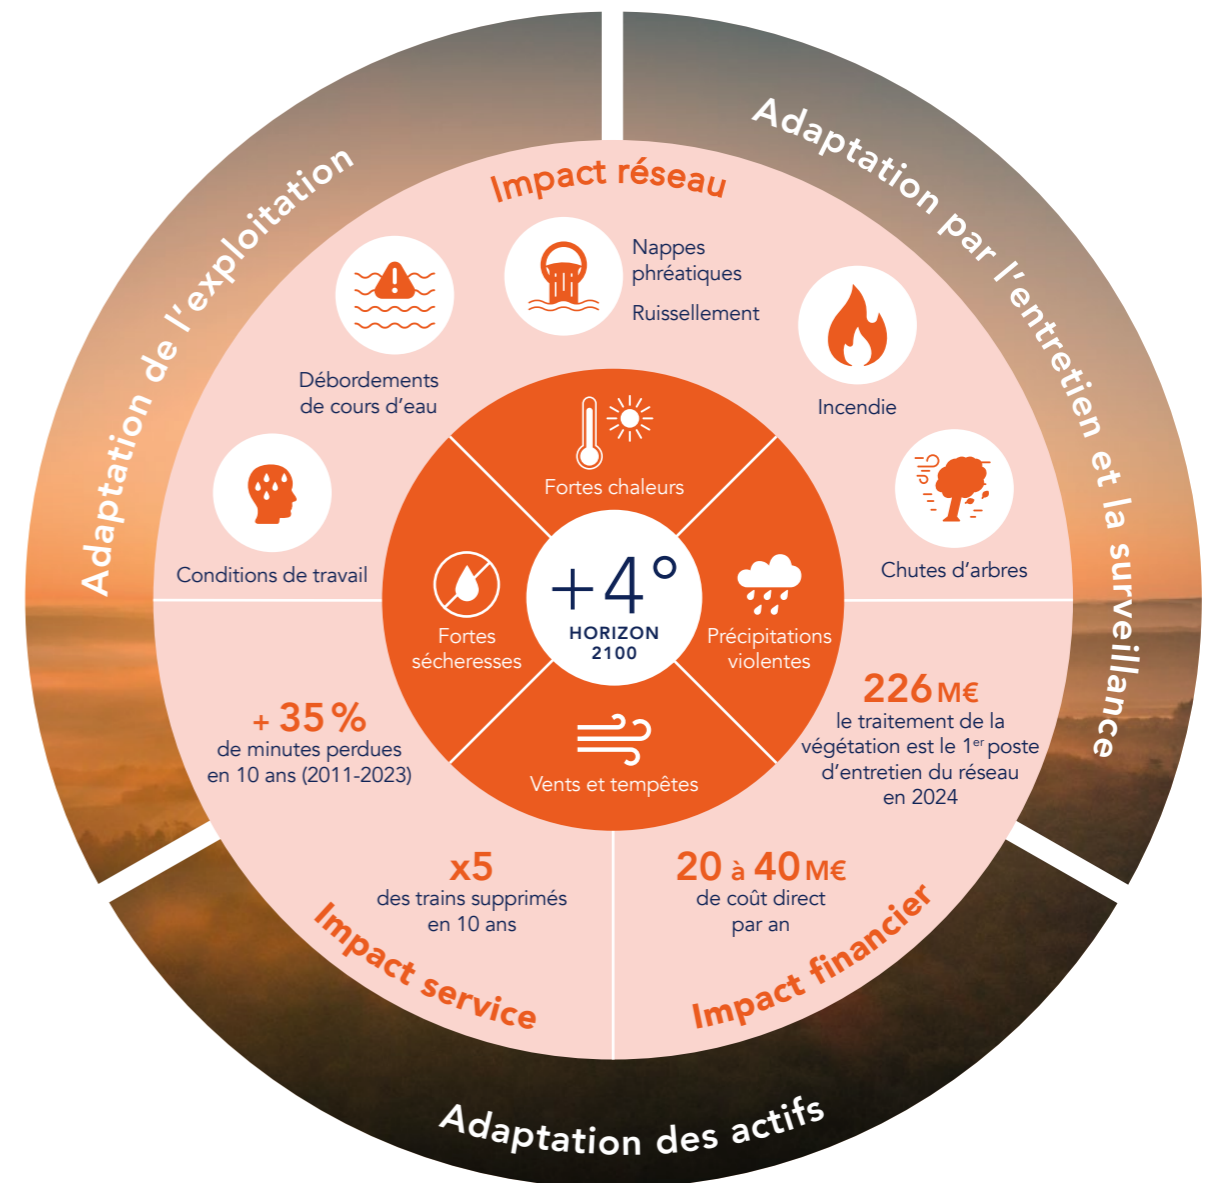 Adaptation de l'exploitation
Adaptation par l'entretien et la surveillance
Impact réseau
Nappes
phréatiques
Ruissellement
Débordements
de cours d'eau
Incendie
Conditions de travail
Chutes d'arbres
Fortes chaleurs
+4°
HORIZON
2100
Fortes
sécheresses
Précipitations
violentes
Vents et tempêtes
+ 35 %
de minutes perdues
en 10 ans (2011-2023)
226 M€
le traitement de la
végétation est le 1er poste
d'entretien du réseau
en 2024
x5
des trains supprimés
en 10 ans
20 à 40 M€
de coût direct
par an
Impact service
Impact financier
Adaptation des actifs